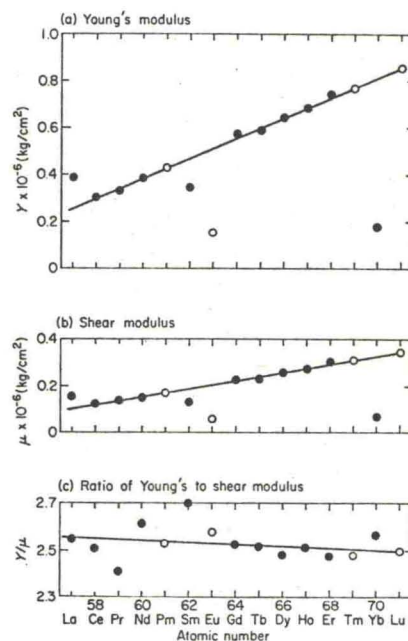 (a) Young's modulus
1.0
0.8
0.6
0.4
0.2
0
Y x 10⁻⁶ (kg/cm²)
(b) Shear modulus
0.4
0.2
0
μ x 10⁻⁶ (kg/cm²)
(c) Ratio of Young's to shear modulus
2.7
2.5
2.3
Y/μ
58 60 62 64 66 68 70
La Ce Pr Nd Pm Sm Eu Gd Tb Dy Ho Er Tm Yb Lu
Atomic number